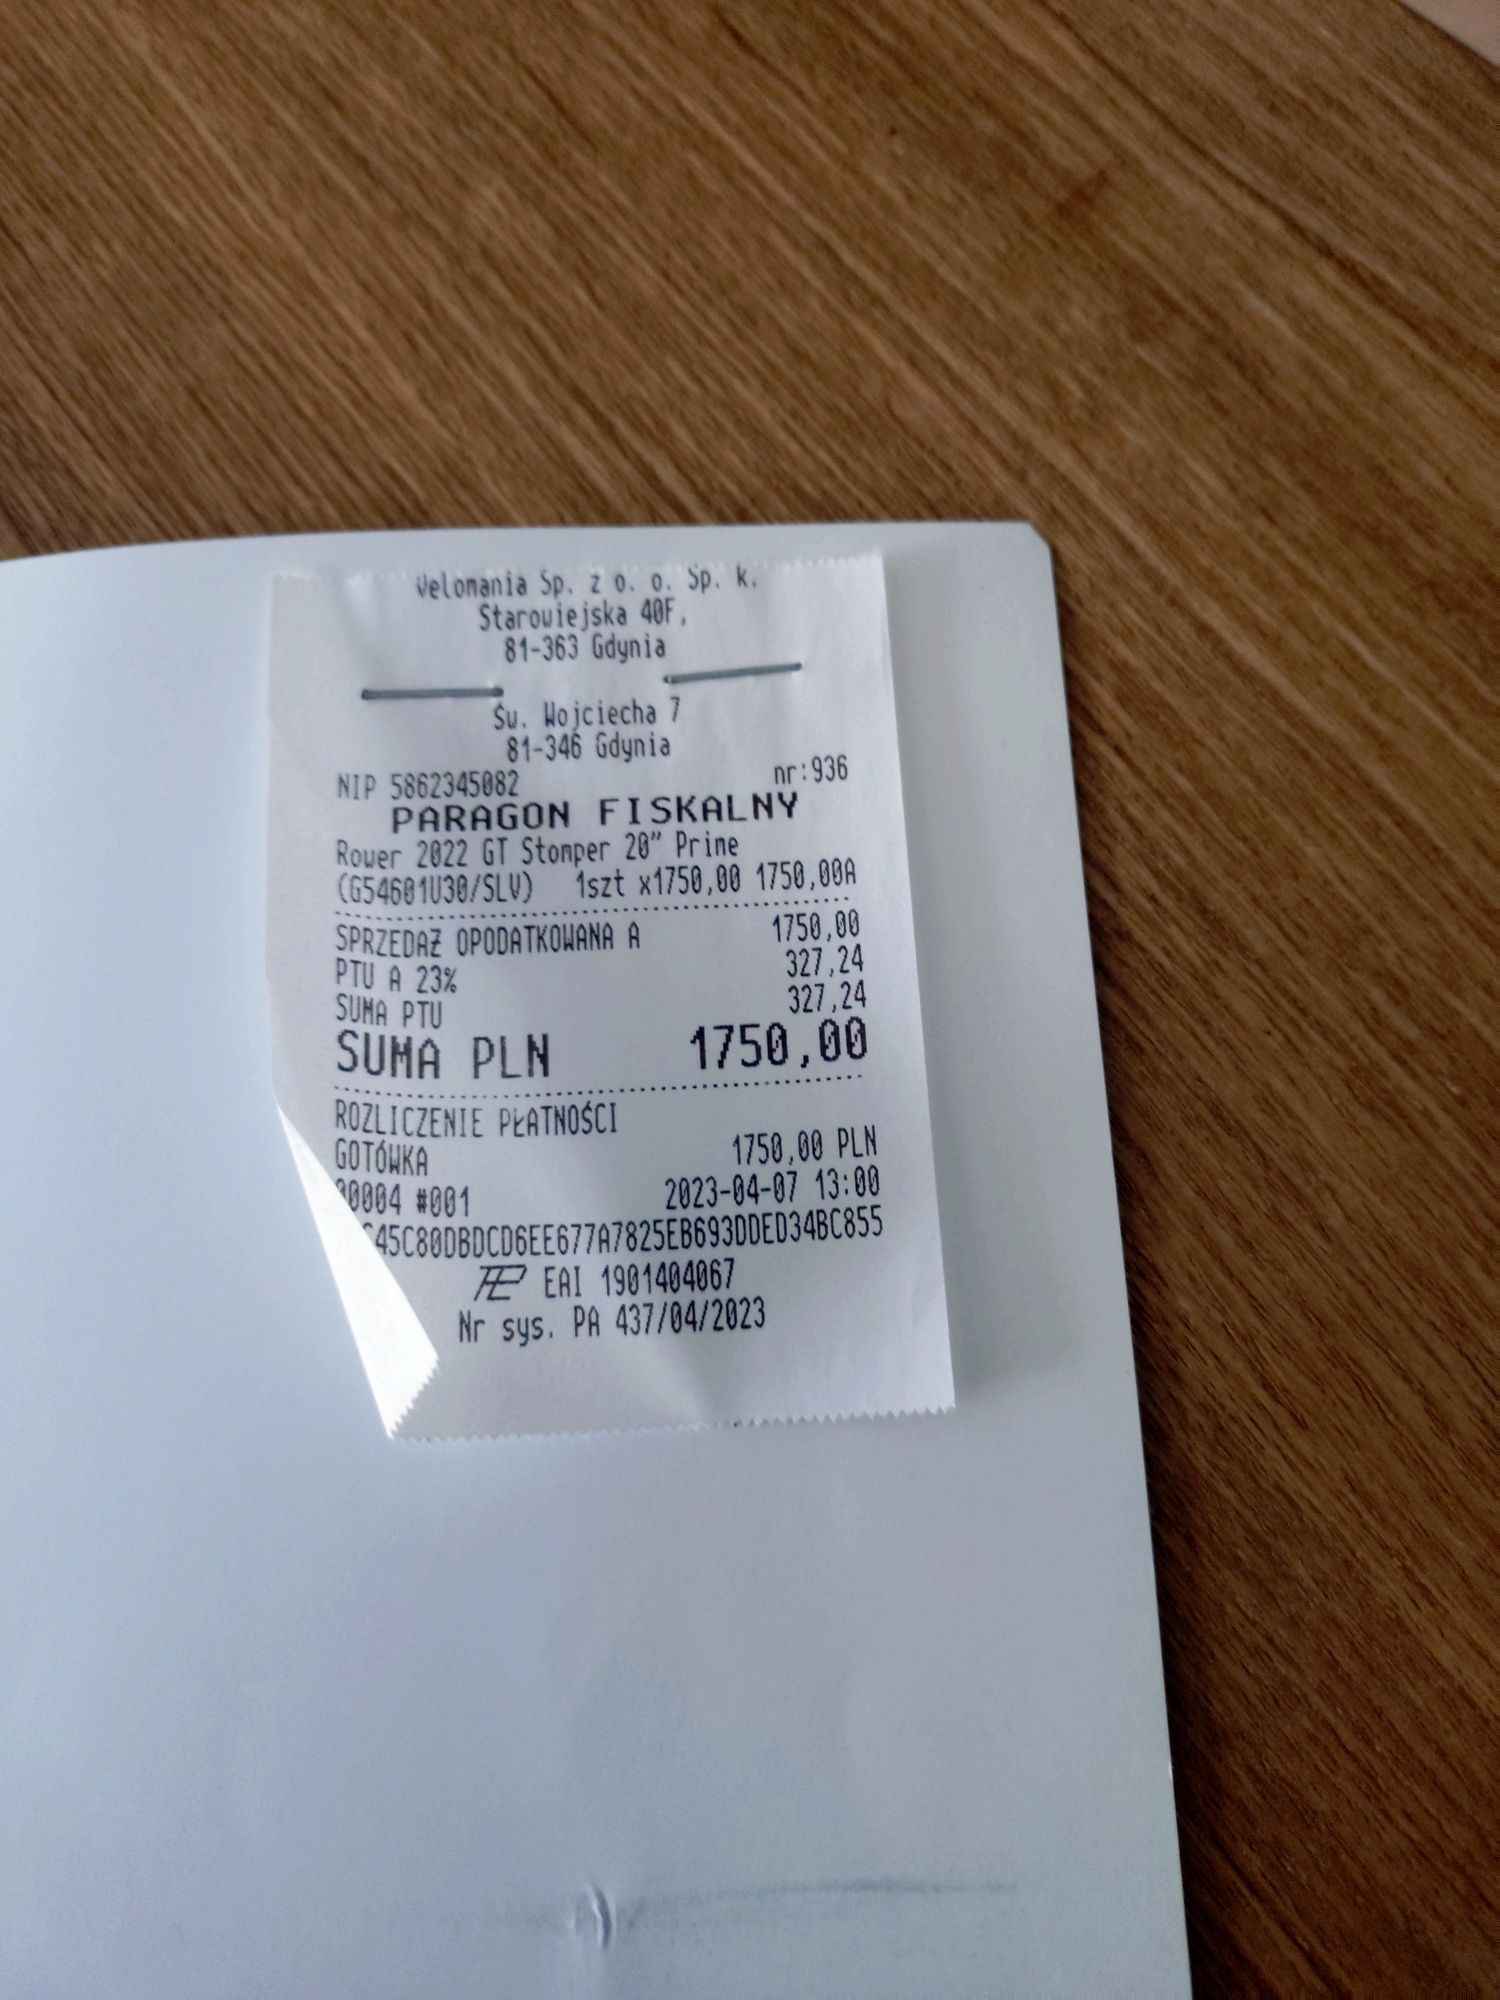 Velomania Sp. z o. o. Sp. k.
Starowiejska 40F,
81-363 Gdynia
Św. Wojciecha 7
81-346 Gdynia
NIP 5862345082 nr:936
PARAGON FISKALNY
Rower 2022 GT Stomper 20" Prime
(G54601U30/SLV) 1szt x1750,00 1750,00A
SPRZEDAŻ OPODATKOWANA A 1750,00
PTU A 23% 327,24
SUMA PTU 327,24
SUMA PLN 1750,00
ROZLICZENIE PŁATNOŚCI
GOTÓWKA 1750,00 PLN
00004 #001 2023-04-07 13:00
45C80DBDCD6EE677A7825EB693DDED34BC855
EAI 1901404067
Nr sys. PA 437/04/2023